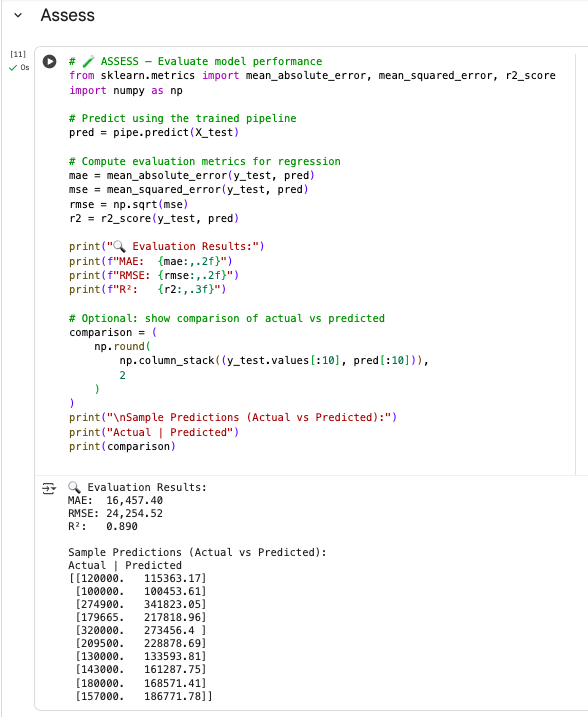 Assess
[11]
0s
# 🧪 ASSESS — Evaluate model performance
from sklearn.metrics import mean_absolute_error, mean_squared_error, r2_score
import numpy as np

# Predict using the trained pipeline
pred = pipe.predict(X_test)

# Compute evaluation metrics for regression
mae = mean_absolute_error(y_test, pred)
mse = mean_squared_error(y_test, pred)
rmse = np.sqrt(mse)
r2 = r2_score(y_test, pred)

print("🔍 Evaluation Results:")
print(f"MAE:  {mae:,.2f}")
print(f"RMSE: {rmse:,.2f}")
print(f"R²:   {r2:,.3f}")

# Optional: show comparison of actual vs predicted
comparison = (
    np.round(
        np.column_stack((y_test.values[:10], pred[:10])),
        2
    )
)
print("\nSample Predictions (Actual vs Predicted):")
print("Actual | Predicted")
print(comparison)

🔍 Evaluation Results:
MAE:  16,457.40
RMSE: 24,254.52
R²:   0.890

Sample Predictions (Actual vs Predicted):
Actual | Predicted
[[120000.   115363.17]
 [100000.   100453.61]
 [274900.   341823.05]
 [179665.   217818.96]
 [320000.   273456.4 ]
 [209500.   228878.69]
 [130000.   133593.81]
 [143000.   161287.75]
 [180000.   168571.41]
 [157000.   186771.78]]